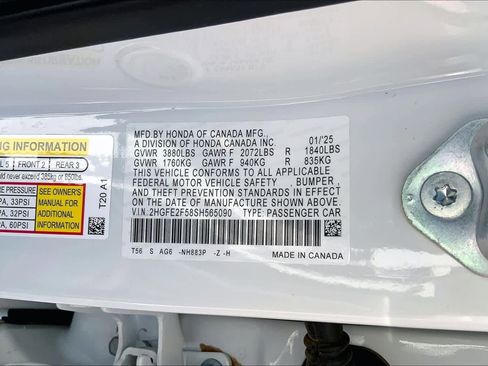 NG INFORMATION
L 5 FRONT 2 REAR 3
uld never exceed 385kg or 850lbs.
E PRESSURE
PA, 33PSI
PA, 32PSI
PA, 60PSI
SEE OWNERS
MANUAL FOR
ADDITIONAL
INFORMATION
T20 A1
MFD.BY HONDA OF CANADA MFG.,
A DIVISION OF HONDA CANADA INC. 01/'25
GVWR 3880LBS GAWR F 2072LBS R 1840LBS
GVWR 1760KG GAWR F 940KG R 835KG
THIS VEHICLE CONFORMS TO ALL APPLICABLE
FEDERAL MOTOR VEHICLE SAFETY, BUMPER,
AND THEFT PREVENTION STANDARDS IN EFFECT
ON THE DATE OF MANUFACTURE SHOWN ABOVE.
V.I.N. 2HGFE2F58SH565090 TYPE: PASSENGER CAR
T56 S AG6 -NH883P -Z -H
MADE IN CANADA